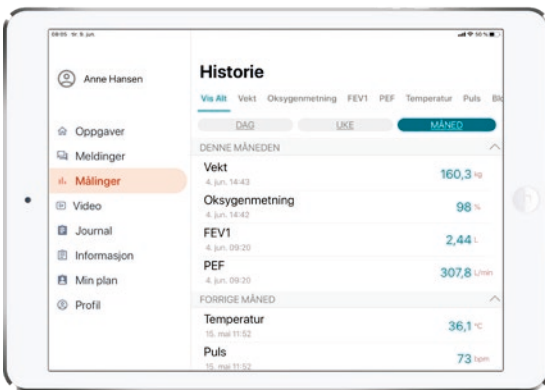 09:05 tir. 8. jun.
50 %
Anne Hansen
Oppgaver
Meldinger
Målinger
Video
Journal
Informasjon
Min plan
Profil
Historie
Vis Alt Vekt Oksygenmetning FEV1 PEF Temperatur Puls Blo
DAG UKE MÅNED
DENNE MÅNEDEN
Vekt
4. jun. 14:43
160,3 kg
Oksygenmetning
4. jun. 14:42
98 %
FEV1
4. jun. 09:20
2,44 L
PEF
4. jun. 09:20
307,8 L/min
FORRIGE MÅNED
Temperatur
15. mai 11:52
36,1 °C
Puls
15. mai 11:52
73 bpm